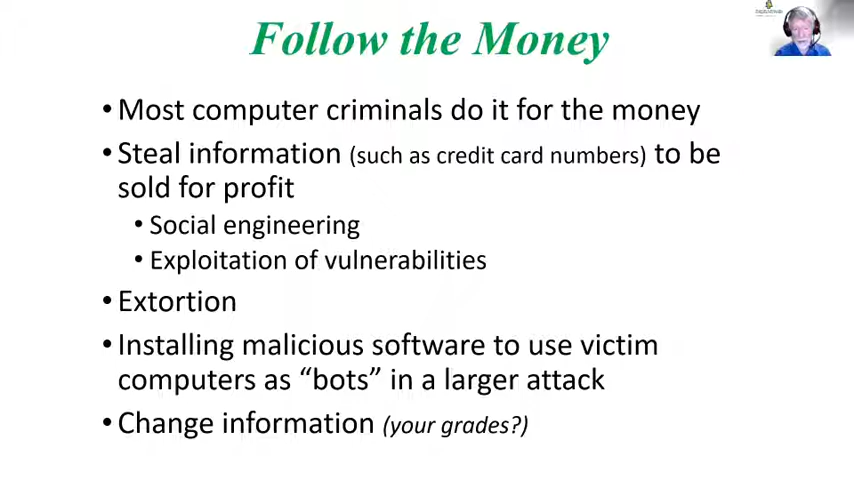 Follow the Money
• Most computer criminals do it for the money
• Steal information (such as credit card numbers) to be
sold for profit
• Social engineering
• Exploitation of vulnerabilities
• Extortion
• Installing malicious software to use victim
computers as “bots” in a larger attack
• Change information (your grades?)